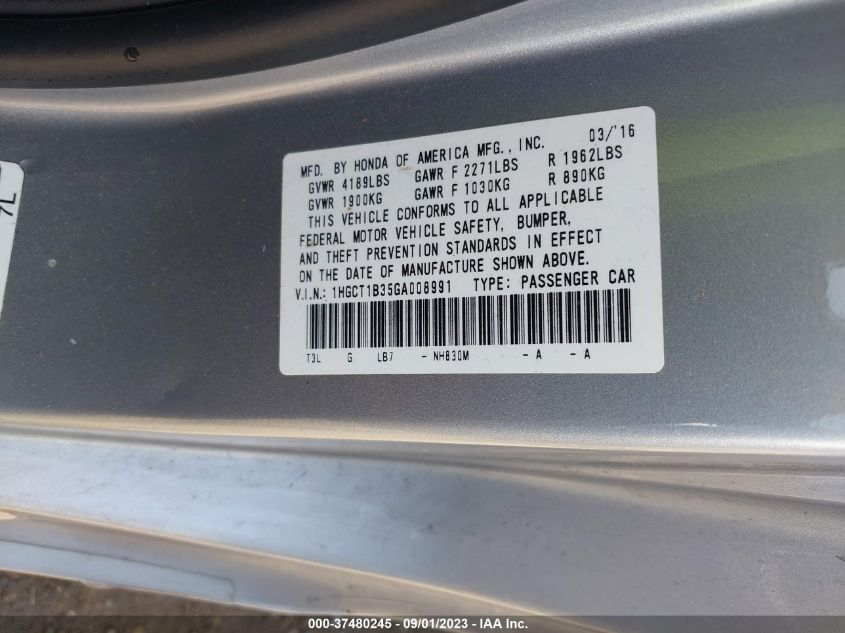 MFD. BY HONDA OF AMERICA MFG., INC. 03/'16
GVWR 4189LBS GAWR F 2271LBS R 1962LBS
GVWR 1900KG GAWR F 1030KG R 890KG
THIS VEHICLE CONFORMS TO ALL APPLICABLE
FEDERAL MOTOR VEHICLE SAFETY, BUMPER,
AND THEFT PREVENTION STANDARDS IN EFFECT
ON THE DATE OF MANUFACTURE SHOWN ABOVE.
V.I.N.: 1HGCT1B35GA008991 TYPE: PASSENGER CAR
T3L G LB7 - NH830M - A - A
7L
000-37480245 - 09/01/2023 - IAA Inc.